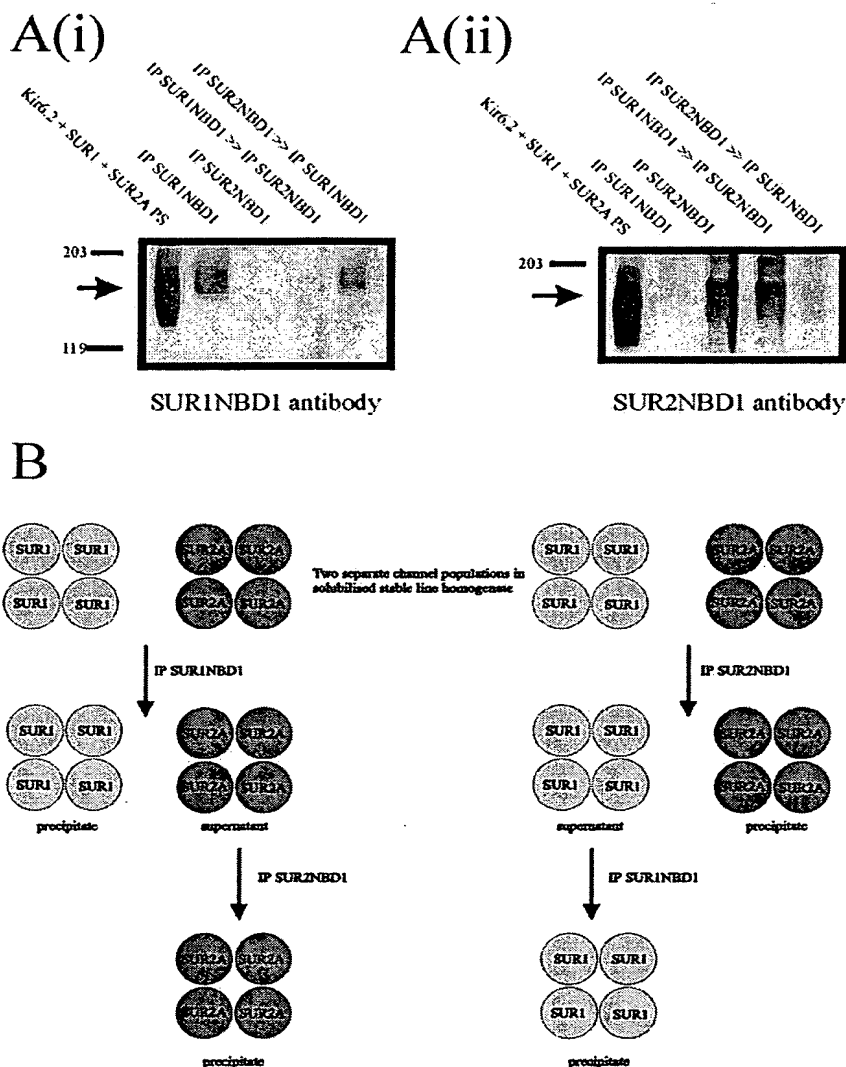 A(i)
A(ii)
Kir6.2 + SUR1 + SUR2A PS
IP SUR1NBD1
IP SUR2NBD1
IP SUR1NBD1 >> IP SUR2NBD1
IP SUR2NBD1 >> IP SUR1NBD1
Kir6.2 + SUR1 + SUR2A PS
IP SUR1NBD1
IP SUR2NBD1
IP SUR1NBD1 >> IP SUR2NBD1
IP SUR2NBD1 >> IP SUR1NBD1
203
119
203
SUR1NBD1 antibody
SUR2NBD1 antibody
B
SUR1 SUR1 SUR2A SUR2A SUR1 SUR1 SUR2A SUR2A
Two separate channel populations in
solubilised stable line homogenase
SUR1 SUR1 SUR2A SUR2A SUR1 SUR1 SUR2A SUR2A
IP SUR1NBD1
IP SUR2NBD1
SUR1 SUR1 SUR2A SUR2A SUR1 SUR1 SUR2A SUR2A
SUR1 SUR1 SUR2A SUR2A SUR1 SUR1 SUR2A SUR2A
precipitate supernatant supernatant precipitate
IP SUR2NBD1
IP SUR1NBD1
SUR2A SUR2A SUR1 SUR1
SUR2A SUR2A SUR1 SUR1
precipitate precipitate